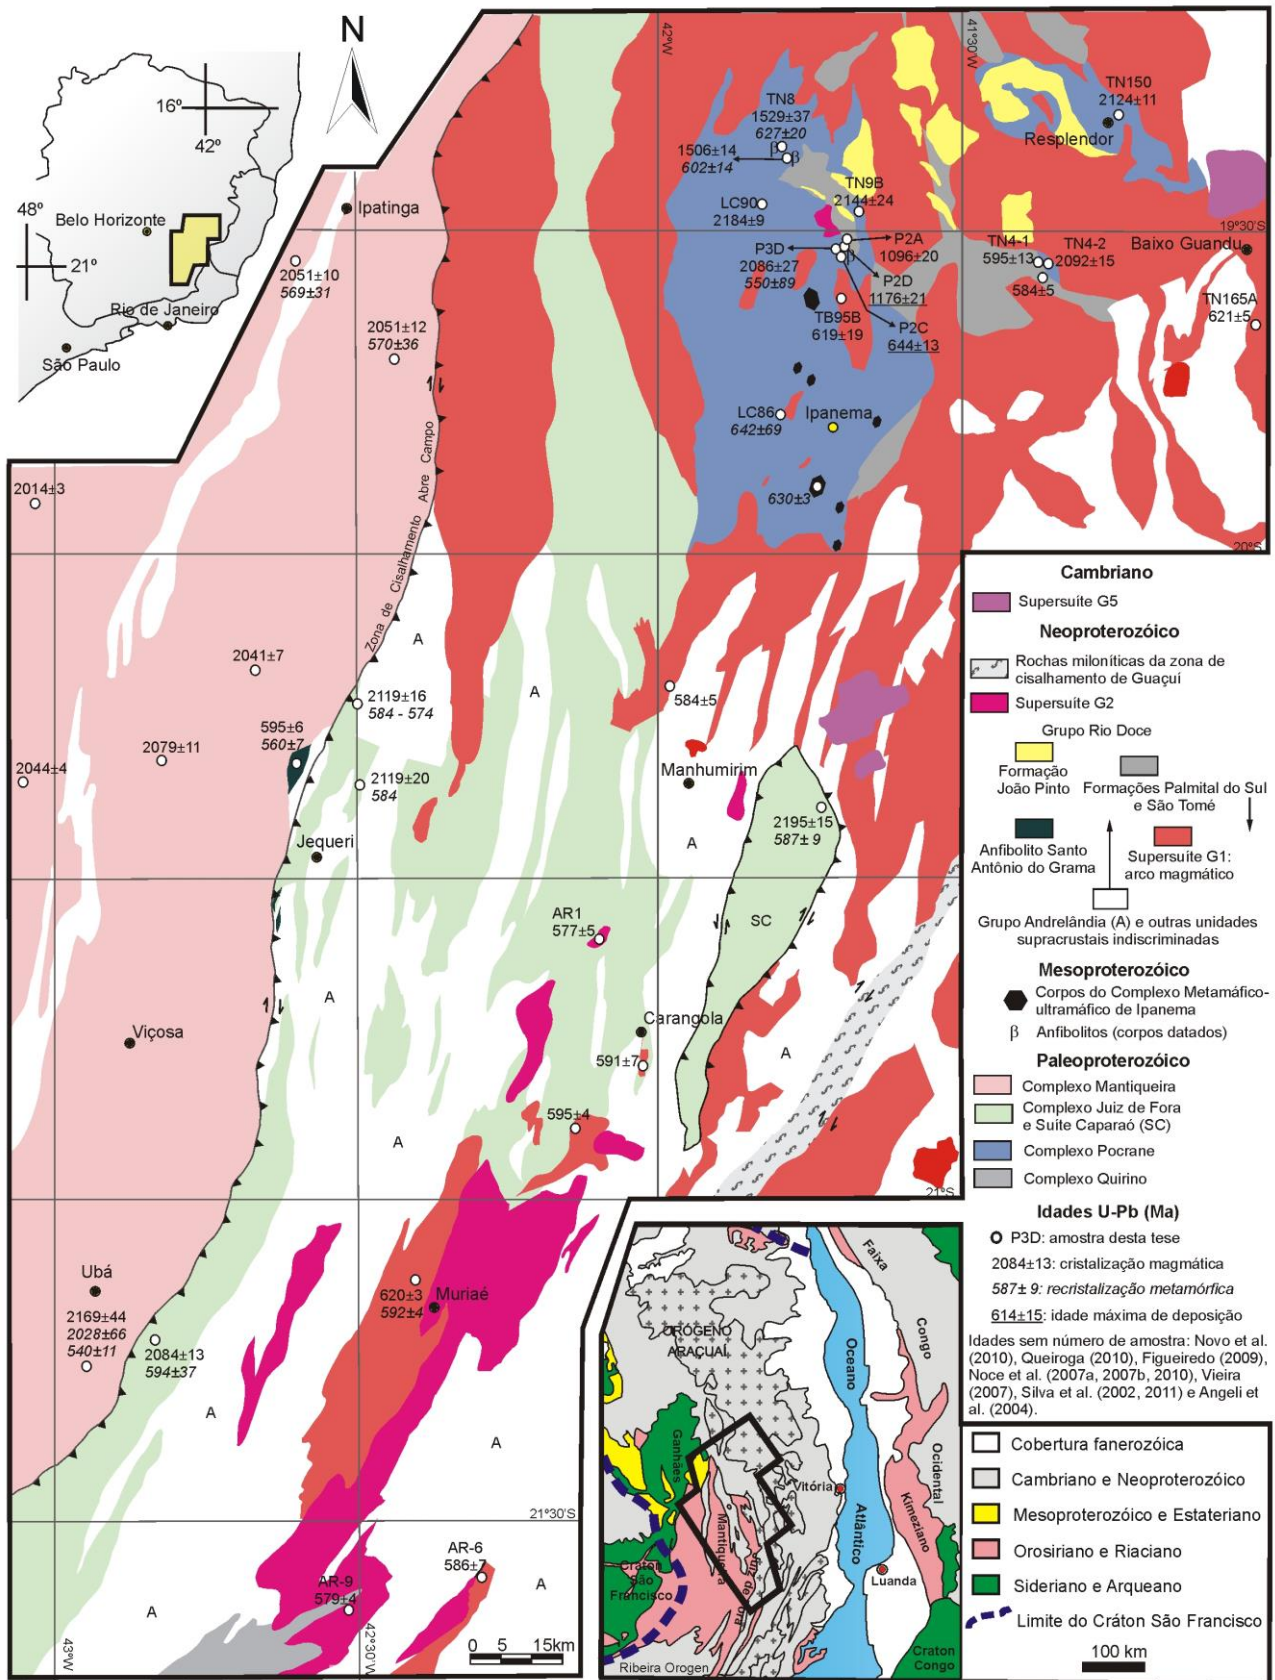 N
16º
42º
48º
21º
Belo Horizonte
Rio de Janeiro
São Paulo
42ºW
41º30'W
TN150
2124±11
Resplendor
TN8
1529±37
627±20
β
β
1506±14
602±14
Ipatinga
LC90
2184±9
TN9B
2144±24
19º30'S
2051±10
569±31
P3D
2086±27
550±89
P2A
1096±20
P2D
1176±21
TN4-1
595±13
TN4-2
2092±15
584±5
Baixo Guandu
TN165A
621±5
2051±12
570±36
TB95B
619±19
P2C
644±13
LC86
642±69
Ipanema
Zona de Cisalhamento Abre Campo
2014±3
630±3
20ºS
A
2041±7
2119±16
584 - 574
A
584±5
595±6
560±7
2079±11
2044±4
2119±20
584
Manhumirim
2195±15
587±9
Jequeri
A
AR1
577±5
SC
A
Viçosa
Carangola
A
591±7
595±4
A
21ºS
Ubá
2169±44
2028±66
540±11
2084±13
594±37
620±3
592±4
Muriaé
A
A
21º30'S
AR-6
586±7
A
AR-9
579±4
A
43ºW
42º30'W
0 5 15km
Cambriano
Supersuíte G5
Neoproterozóico
Rochas miloníticas da zona de
cisalhamento de Guaçuí
Supersuíte G2
Grupo Rio Doce
Formação
João Pinto
Formações Palmital do Sul
e São Tomé
Anfibolito Santo
Antônio do Grama
Supersuíte G1:
arco magmático
Grupo Andrelândia (A) e outras unidades
supracrustais indiscriminadas
Mesoproterozóico
Corpos do Complexo Metamáfico-
ultramáfico de Ipanema
β Anfibolitos (corpos datados)
Paleoproterozóico
Complexo Mantiqueira
Complexo Juiz de Fora
e Suíte Caparaó (SC)
Complexo Pocrane
Complexo Quirino
Idades U-Pb (Ma)
P3D: amostra desta tese
2084±13: cristalização magmática
587±9: recristalização metamórfica
614±15: idade máxima de deposição
Idades sem número de amostra: Novo et al.
(2010), Queiroga (2010), Figueiredo (2009),
Noce et al. (2007a, 2007b, 2010), Vieira
(2007), Silva et al. (2002, 2011) e Angeli et
al. (2004).
Cobertura fanerozóica
Cambriano e Neoproterozóico
Mesoproterozóico e Estateriano
Orosiriano e Riaciano
Sideriano e Arqueano
Limite do Cráton São Francisco
100 km
OROGENO
ARAÇUAÍ
Faixa
Congo
Ocidental
Oceano
Atlântico
Kimeziano
Ganhães
Mantiqueira
Juiz de Fora
Vitória
Luanda
Cráton
São
Francisco
Ribeira Orogen
Craton
Congo